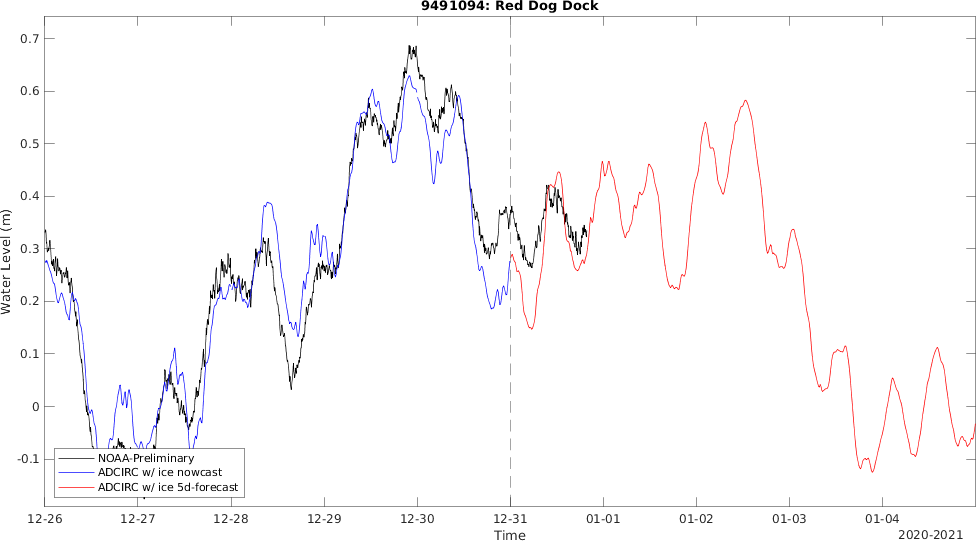 9491094: Red Dog Dock
0.7
0.6
0.5
0.4
0.3
0.2
0.1
0
-0.1
Water Level (m)
NOAA-Preliminary
ADCIRC w/ ice nowcast
ADCIRC w/ ice 5d-forecast
12-26 12-27 12-28 12-29 12-30 12-31 01-01 01-02 01-03 01-04
Time
2020-2021